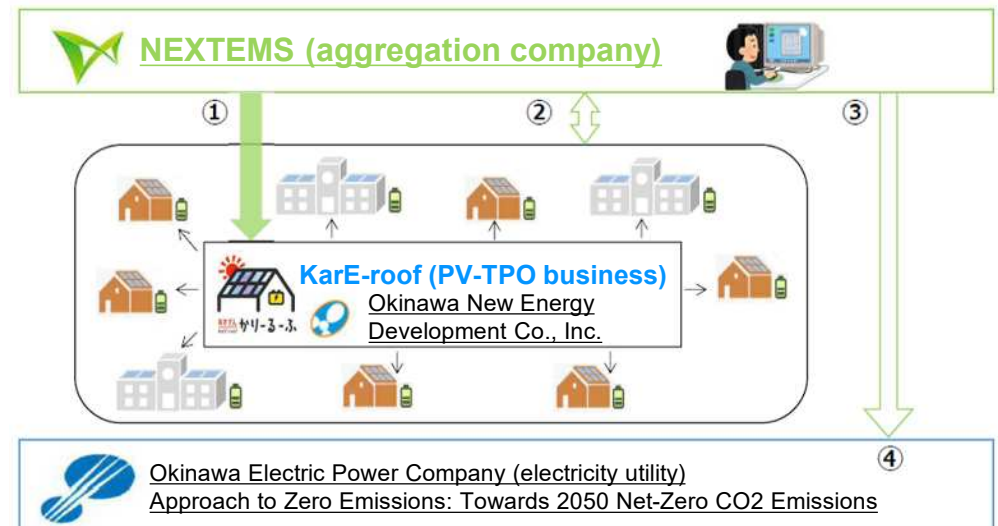 NEXTEMS (aggregation company)
① ② ③
KarE-roof (PV-TPO business)
Okinawa New Energy
Development Co., Inc.
かりーるーふ
④
Okinawa Electric Power Company (electricity utility)
Approach to Zero Emissions: Towards 2050 Net-Zero CO2 Emissions